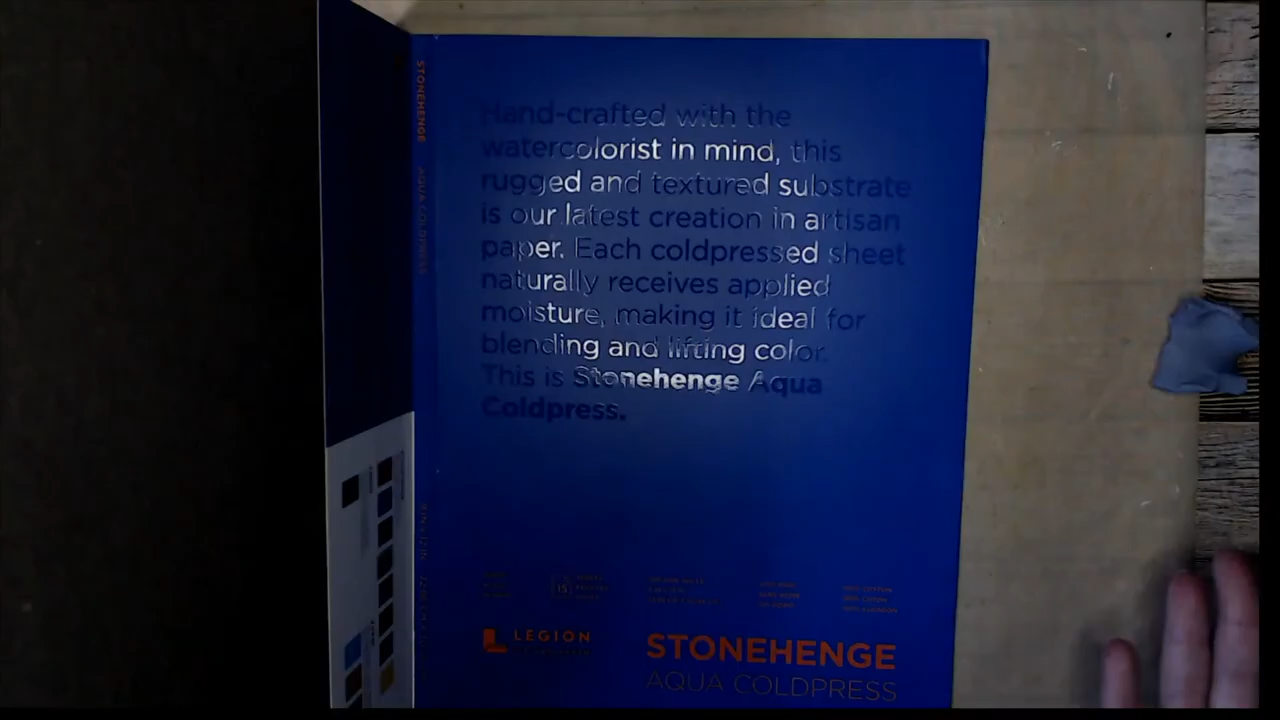 Hand-crafted with the
watercolorist in mind, this
rugged and textured substrate
is our latest creation in artisan
paper. Each coldpressed sheet
naturally receives applied
moisture, making it ideal for
blending and lifting color.
This is Stonehenge Aqua
Coldpress.
STONEHENGE
AQUA COLDPRESS
15
LEGION
STONEHENGE
AQUA COLDPRESS